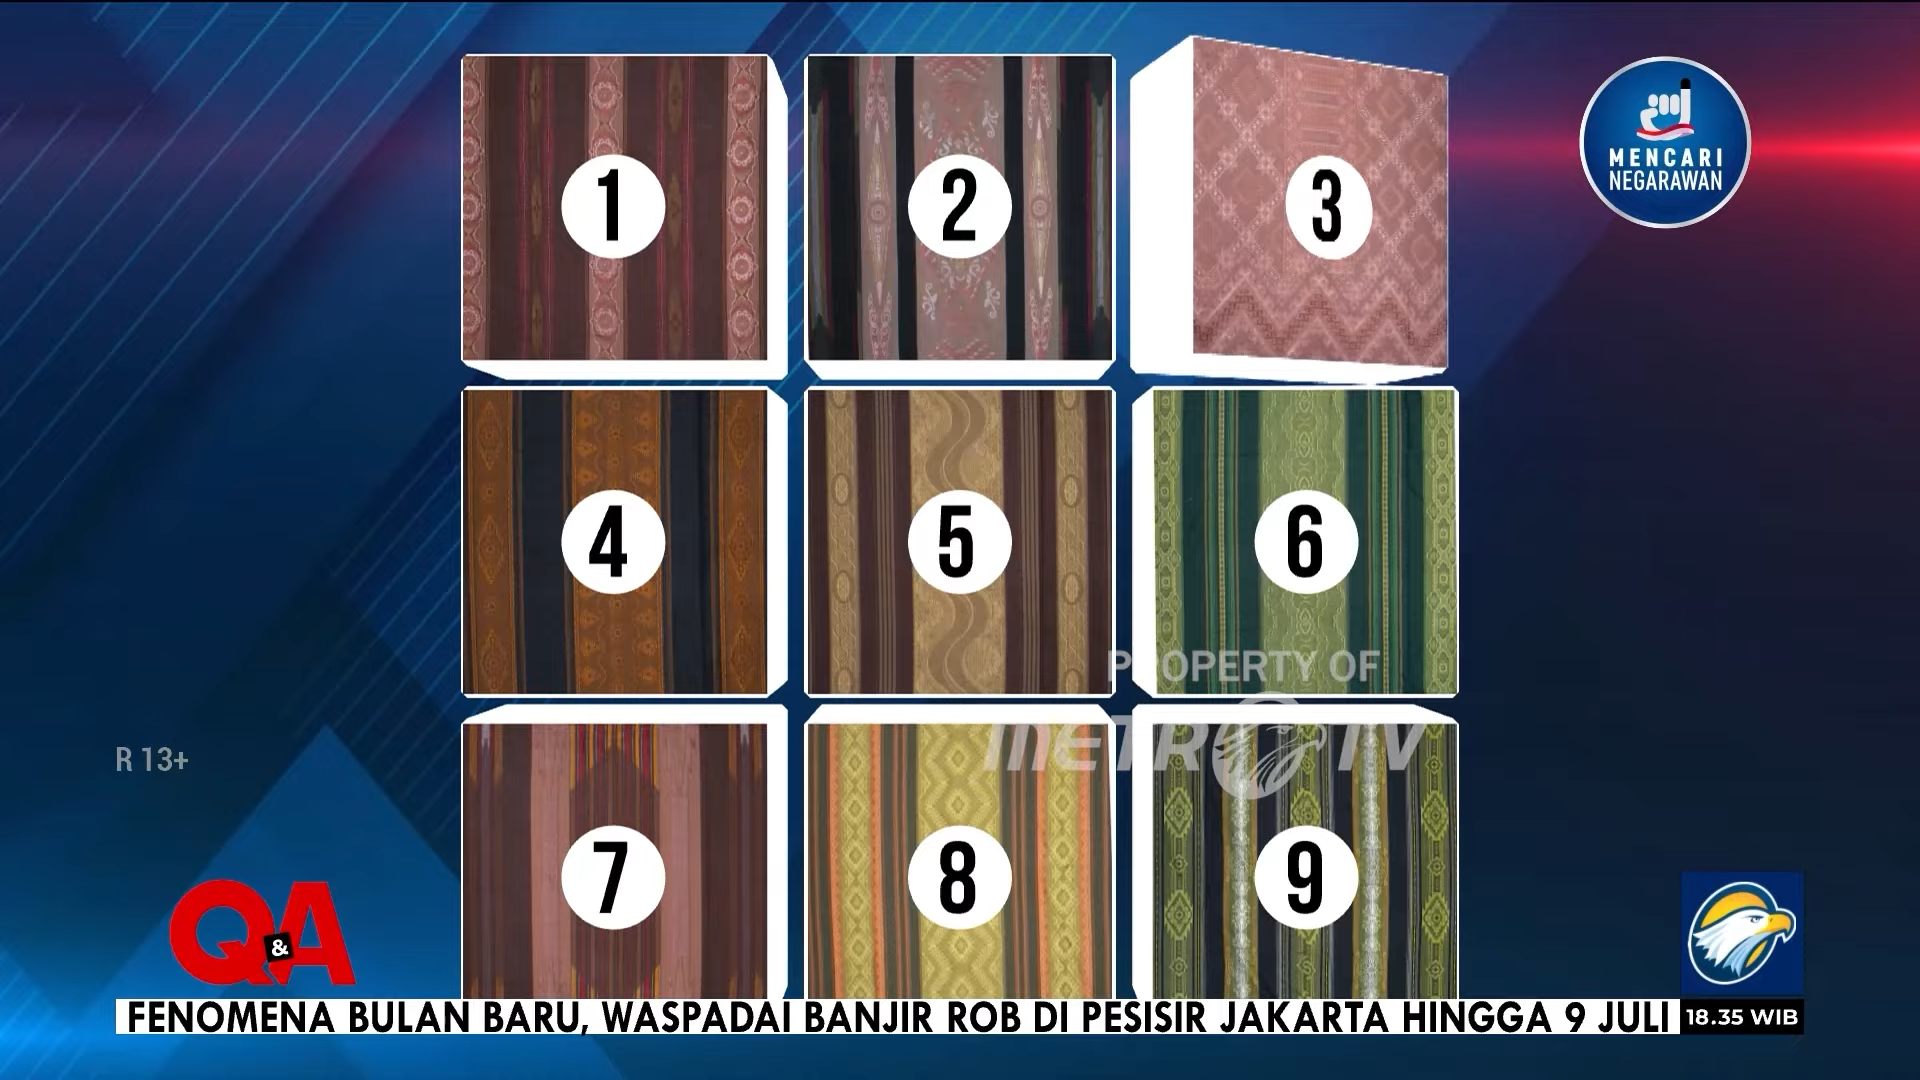 1
2
3
MENCARI
NEGARAWAN
4
5
6
PROPERTY OF
METRO TV
R 13+
7
8
9
Q&A
FENOMENA BULAN BARU, WASPADAI BANJIR ROB DI PESISIR JAKARTA HINGGA 9 JULI
18.35 WIB